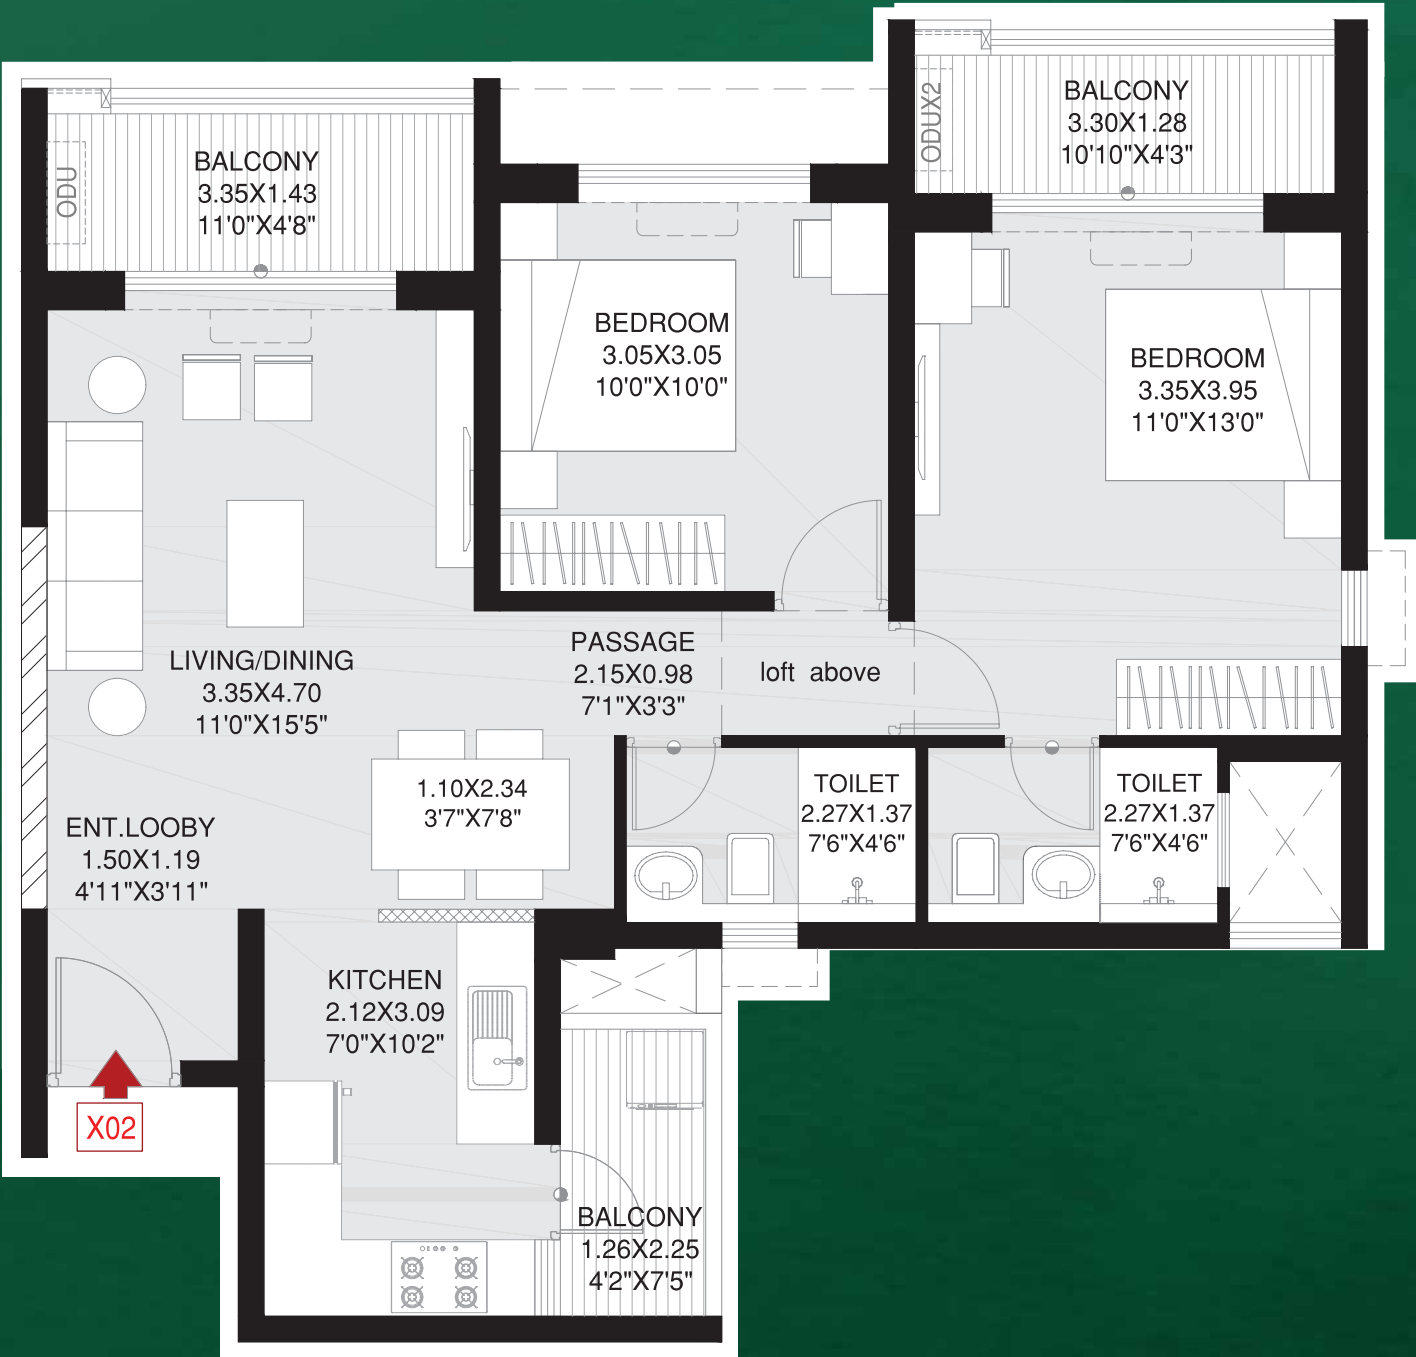 BALCONY
3.30X1.28
10'10"X4'3"
ODUX2
BALCONY
3.35X1.43
11'0"X4'8"
ODU
BEDROOM
3.05X3.05
10'0"X10'0"
BEDROOM
3.35X3.95
11'0"X13'0"
LIVING/DINING
3.35X4.70
11'0"X15'5"
PASSAGE
2.15X0.98
7'1"X3'3"
loft above
1.10X2.34
3'7"X7'8"
TOILET
2.27X1.37
7'6"X4'6"
TOILET
2.27X1.37
7'6"X4'6"
ENT.LOOBY
1.50X1.19
4'11"X3'11"
KITCHEN
2.12X3.09
7'0"X10'2"
X02
BALCONY
1.26X2.25
4'2"X7'5"